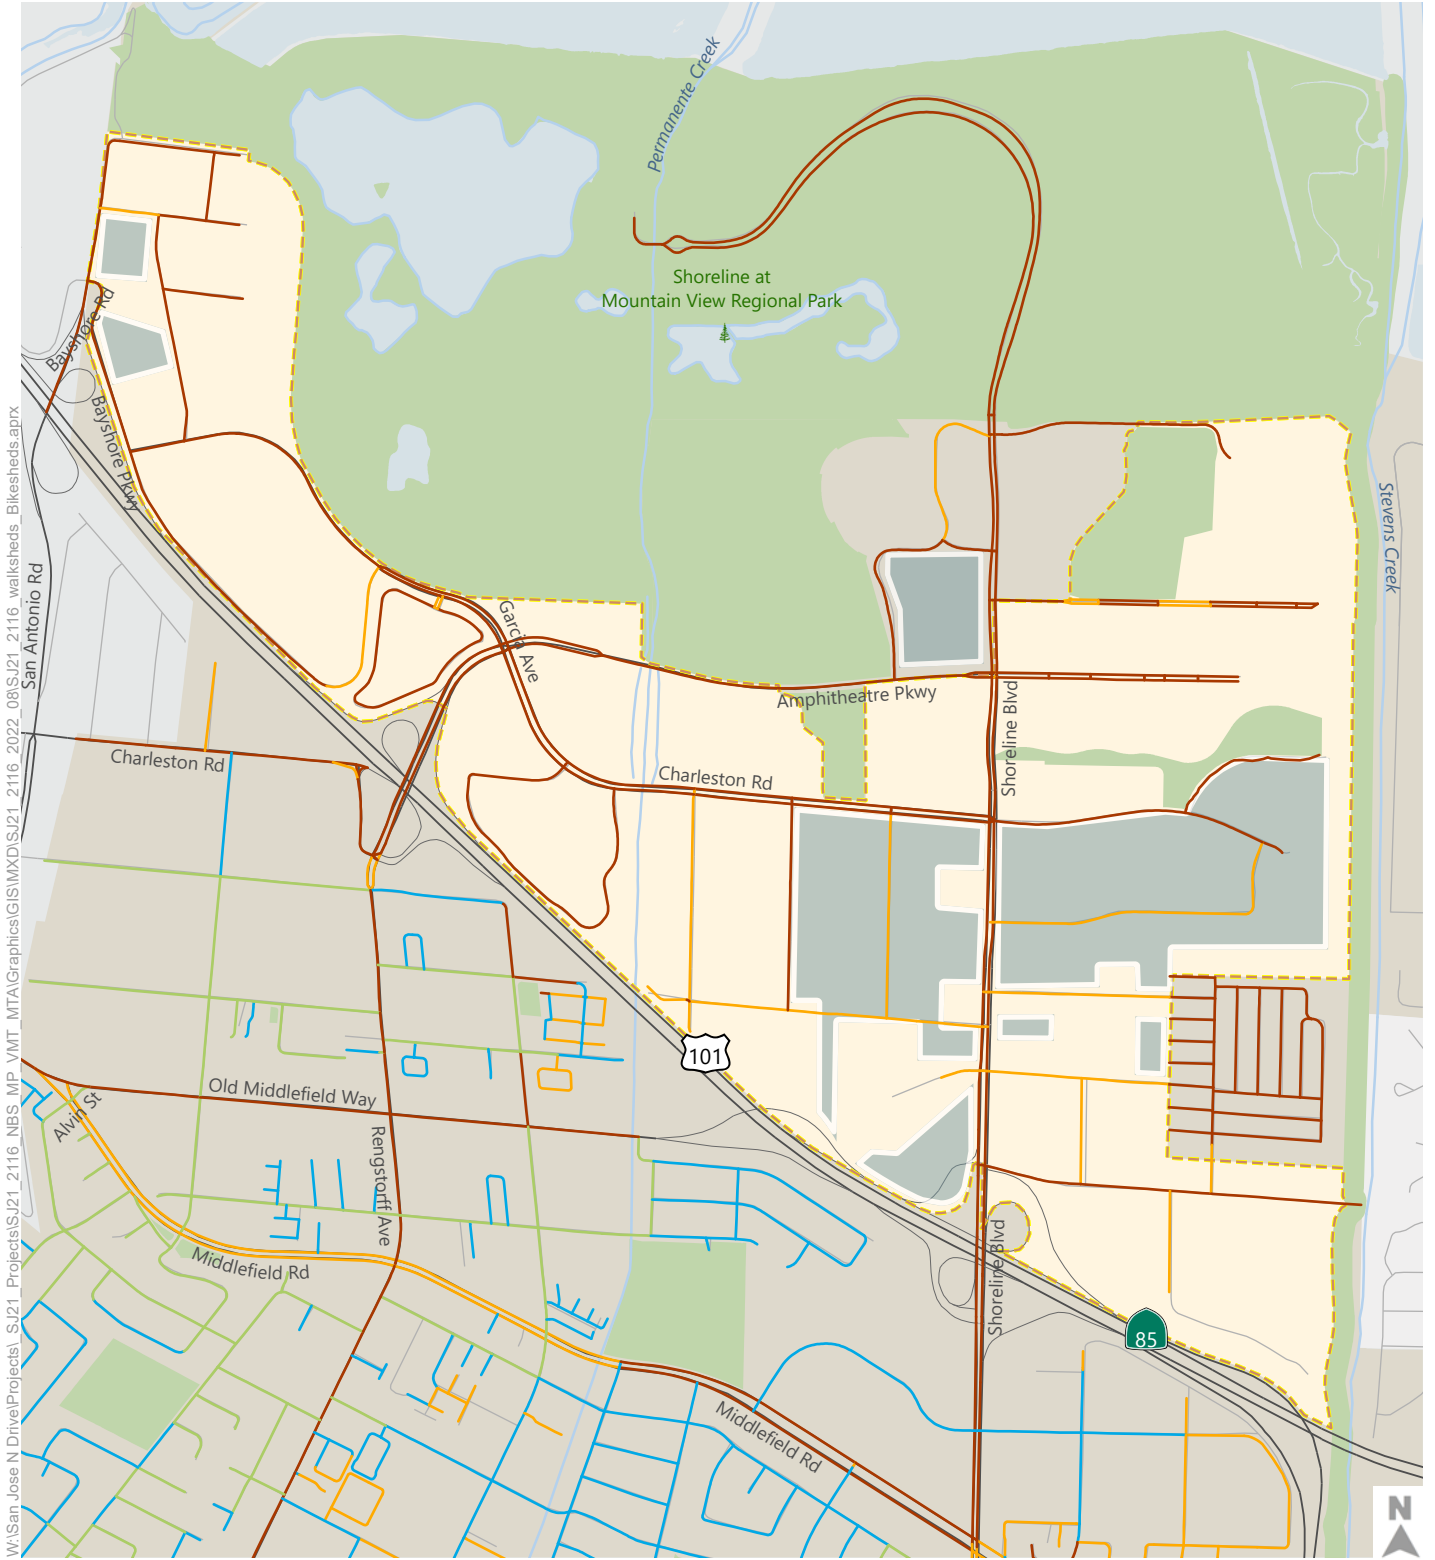 Permanente Creek
Shoreline at
Mountain View Regional Park
Bayshore Rd
Bayshore Pkwy
San Antonio Rd
Stevens Creek
Garcia Ave
Amphitheatre Pkwy
Shoreline Blvd
Charleston Rd
Charleston Rd
101
Old Middlefield Way
Alvin St
Rengstorff Ave
Middlefield Rd
Shoreline Blvd
85
Middlefield Rd
N
W:\San Jose N Drive\Projects\_SJ21_Projects\SJ21_2116_NBS_MP_VMT_MTA\Graphics\GIS\MXD\SJ21_2116_2022_08\SJ21_2116_walksheds_Bikesheds.aprx